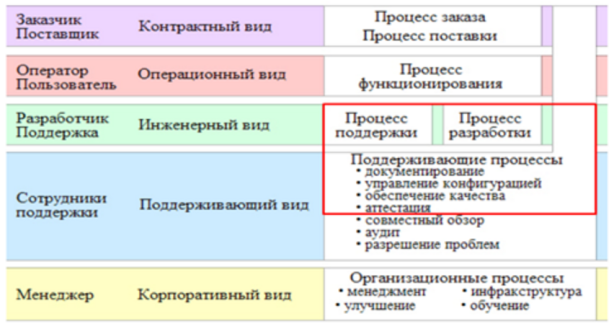 Заказчик
Поставщик
Контрактный вид
Процесс заказа
Процесс поставки
Оператор
Пользователь
Операционный вид
Процесс
функционирования
Разработчик
Поддержка
Инженерный вид
Процесс
поддержки
Процесс
разработки
Сотрудники
поддержки
Поддерживающий вид
Поддерживающие процессы
• документирование
• управление конфигурацией
• обеспечение качества
• аттестация
• совместный обзор
• аудит
• разрешение проблем
Менеджер
Корпоративный вид
Организационные процессы
• менеджмент • инфракструктура
• улучшение • обучение